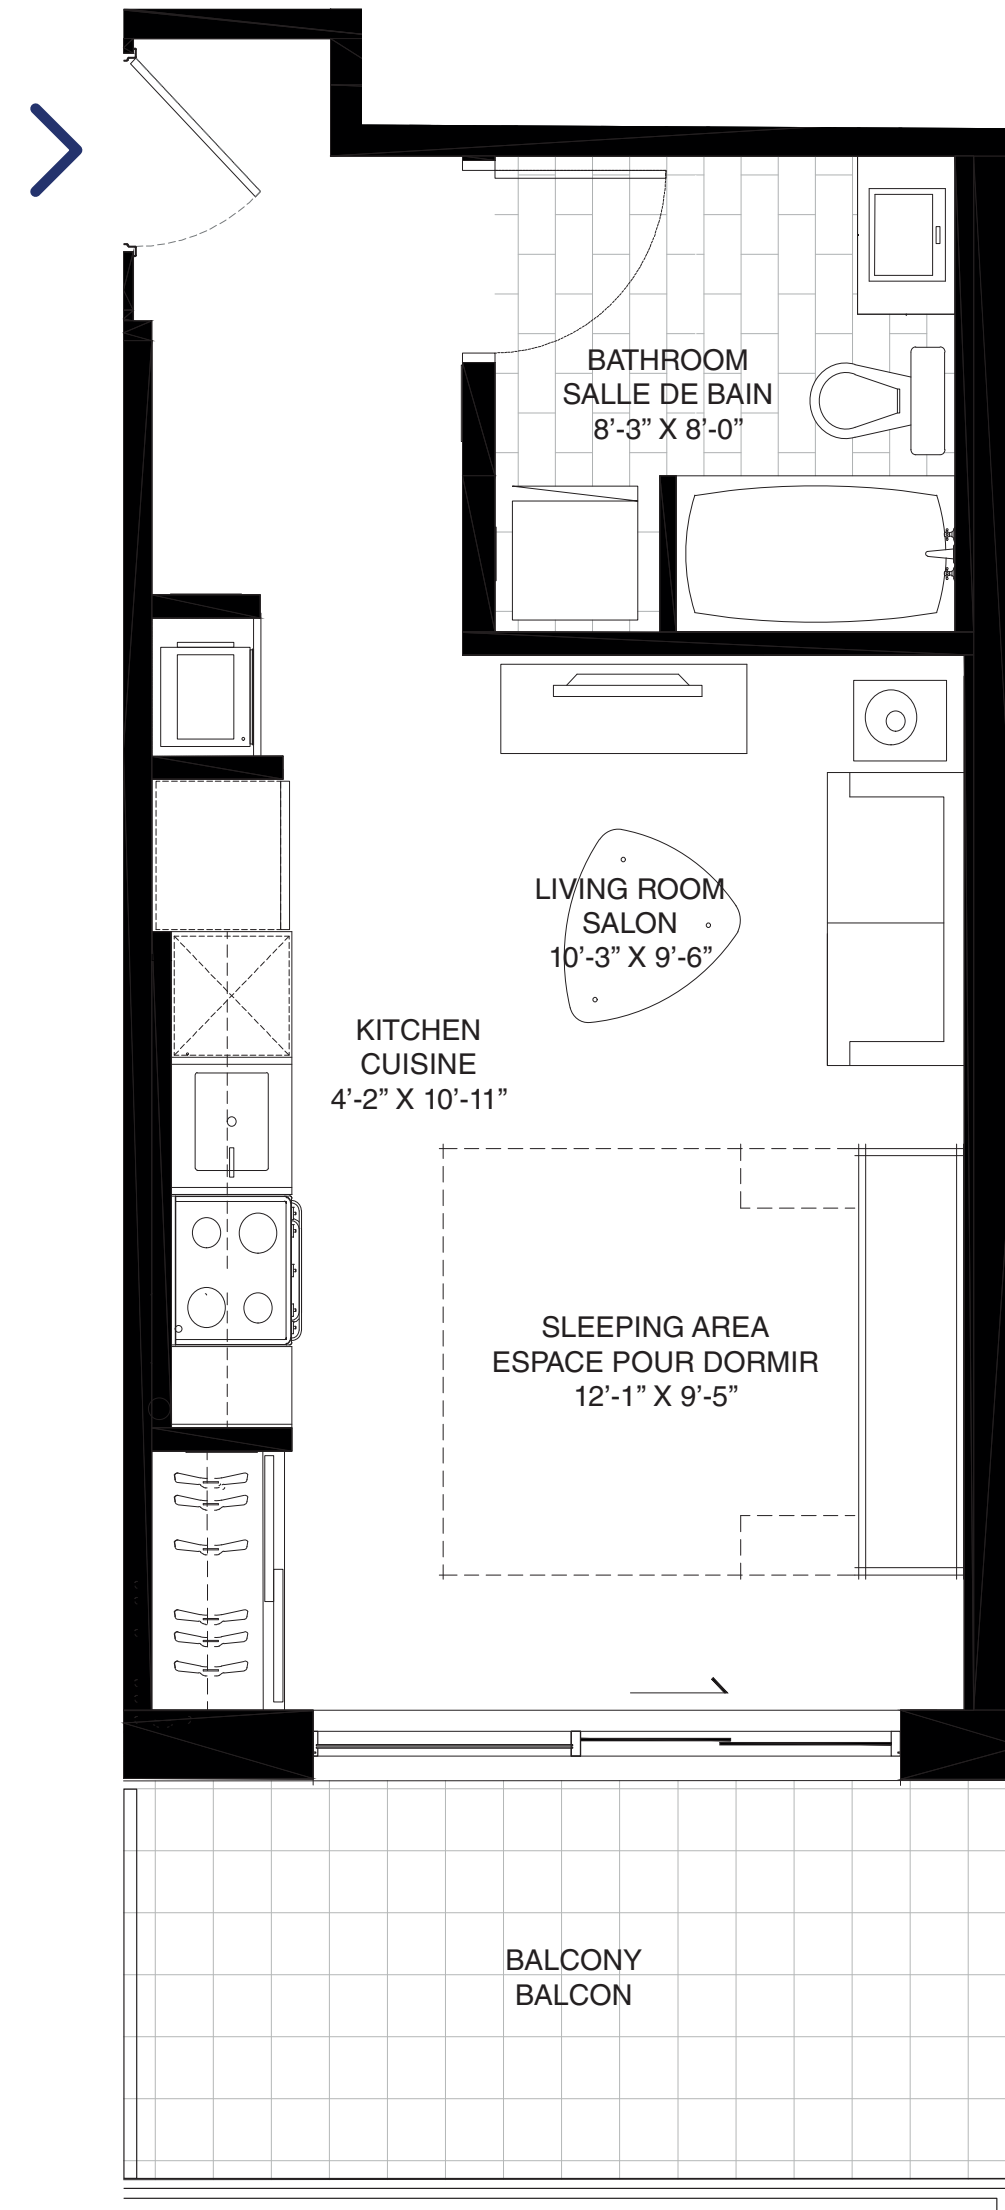 BATHROOM
SALLE DE BAIN
8’-3” X 8’-0”
LIVING ROOM
SALON
10’-3” X 9’-6”
KITCHEN
CUISINE
4’-2” X 10’-11”
SLEEPING AREA
ESPACE POUR DORMIR
12’-1” X 9’-5”
BALCONY
BALCON